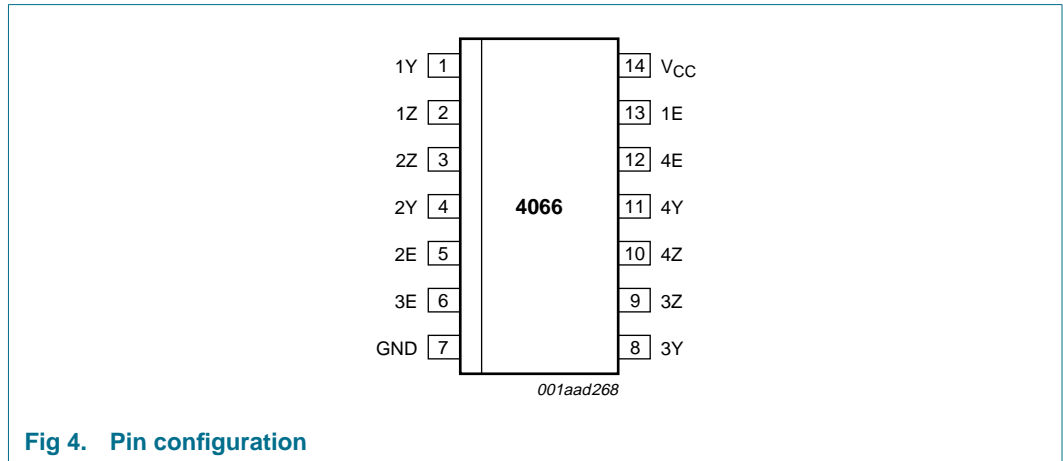 1Y 1 14 VCC
1Z 2 13 1E
2Z 3 12 4E
2Y 4 4066 11 4Y
2E 5 10 4Z
3E 6 9 3Z
GND 7 8 3Y
001aad268
Fig 4. Pin configuration